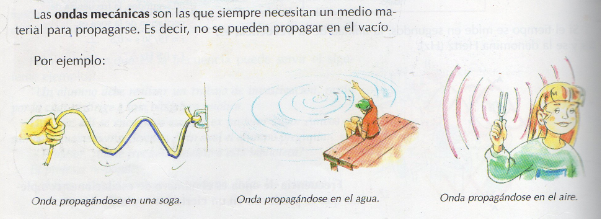 Las ondas mecánicas son las que siempre necesitan un medio ma-
terial para propagarse. Es decir, no se pueden propagar en el vacío.
Por ejemplo:
Onda propagándose en una soga.
Onda propagándose en el agua.
Onda propagándose en el aire.